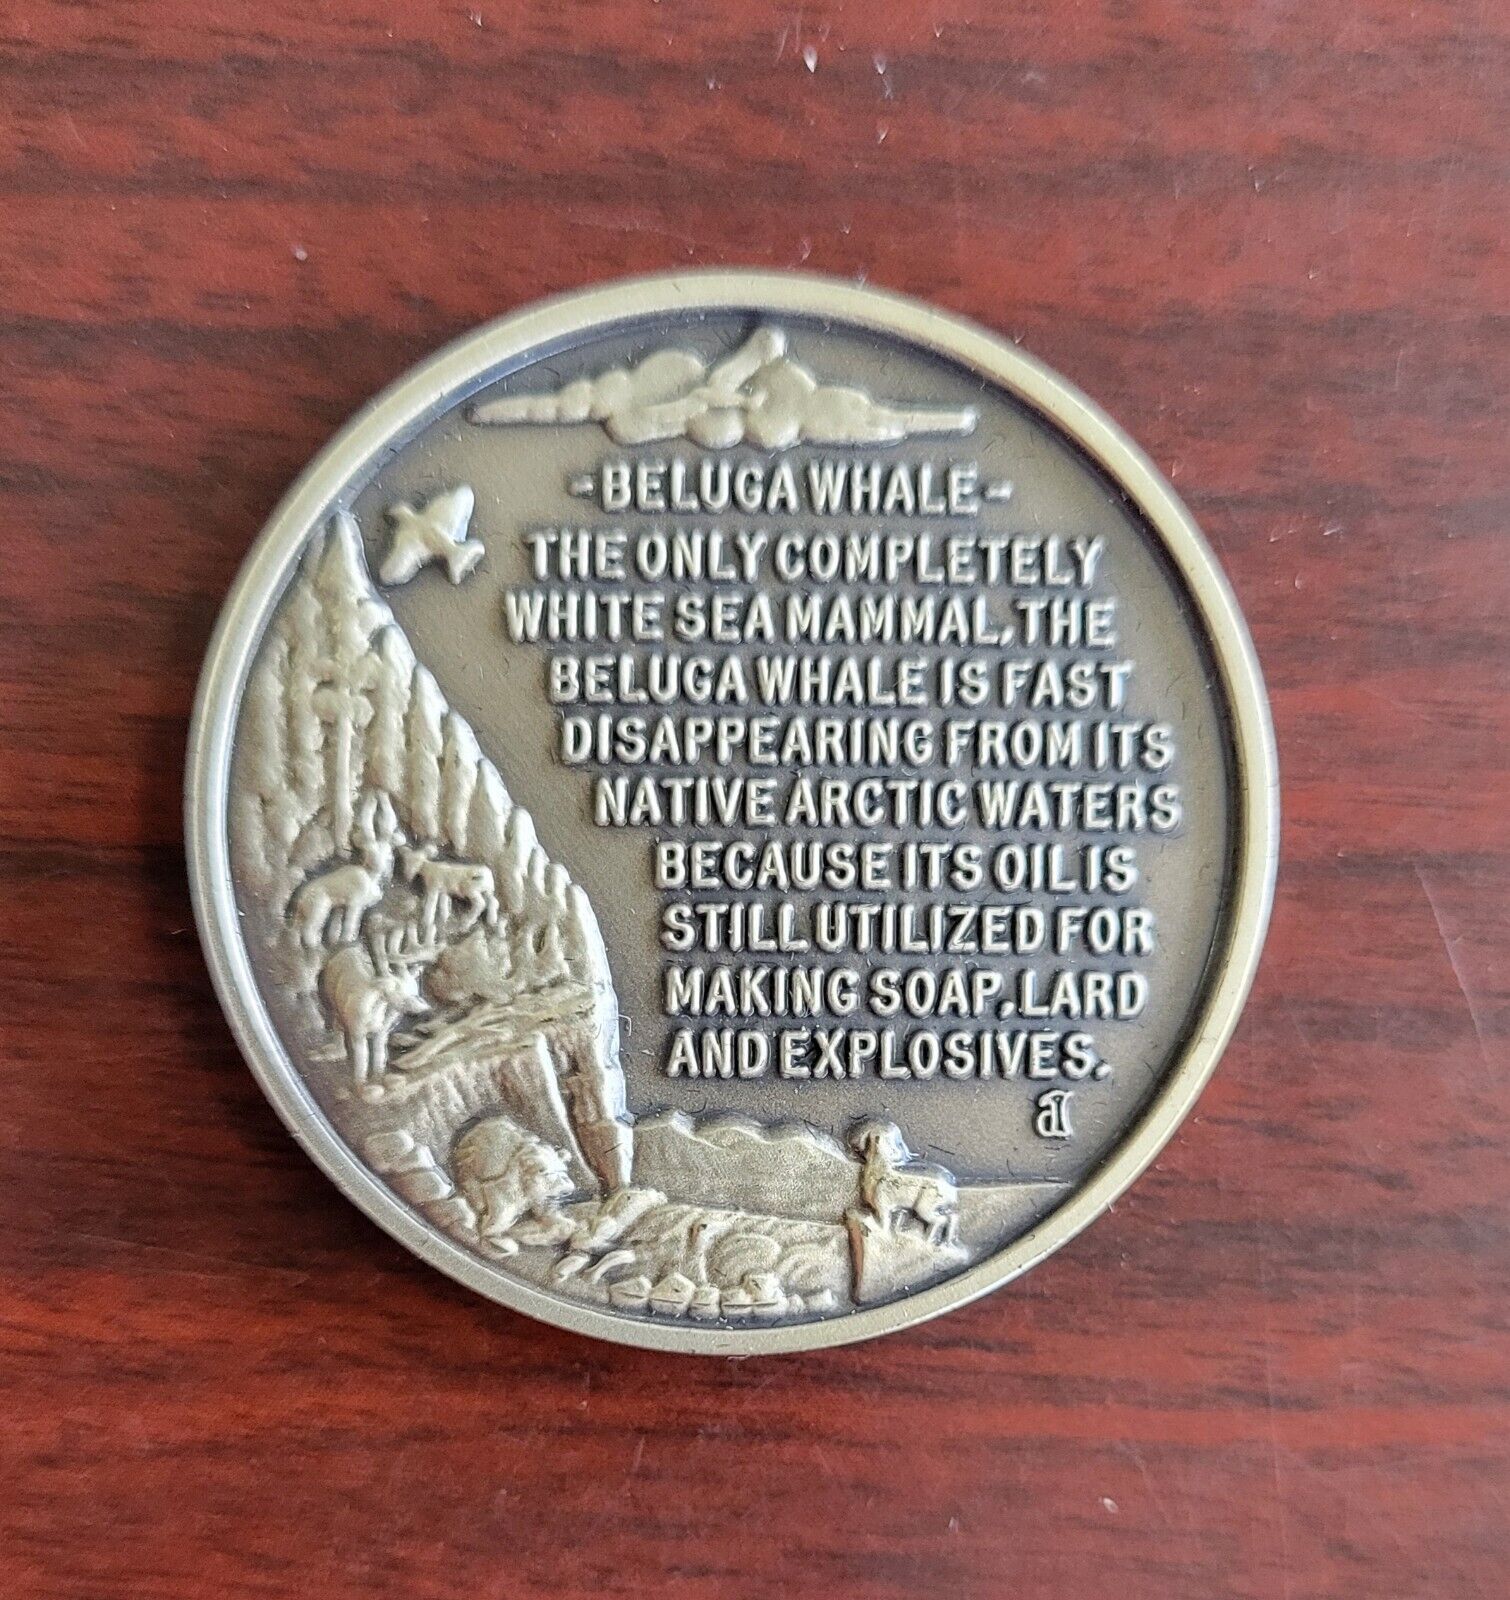 -BELUGA WHALE-
THE ONLY COMPLETELY
WHITE SEA MAMMAL, THE
BELUGA WHALE IS FAST
DISAPPEARING FROM ITS
NATIVE ARCTIC WATERS
BECAUSE ITS OIL IS
STILL UTILIZED FOR
MAKING SOAP, LARD
AND EXPLOSIVES.